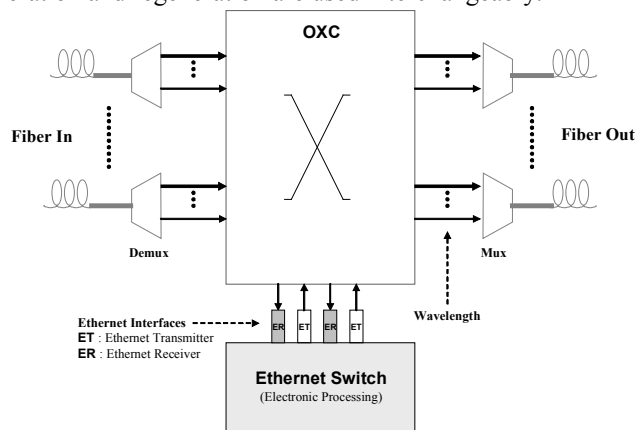 OXC
Fiber In
Fiber Out
Demux
Mux
Wavelength
Ethernet Interfaces
ET : Ethernet Transmitter
ER : Ethernet Receiver
ER ET ER ET
Ethernet Switch
(Electronic Processing)